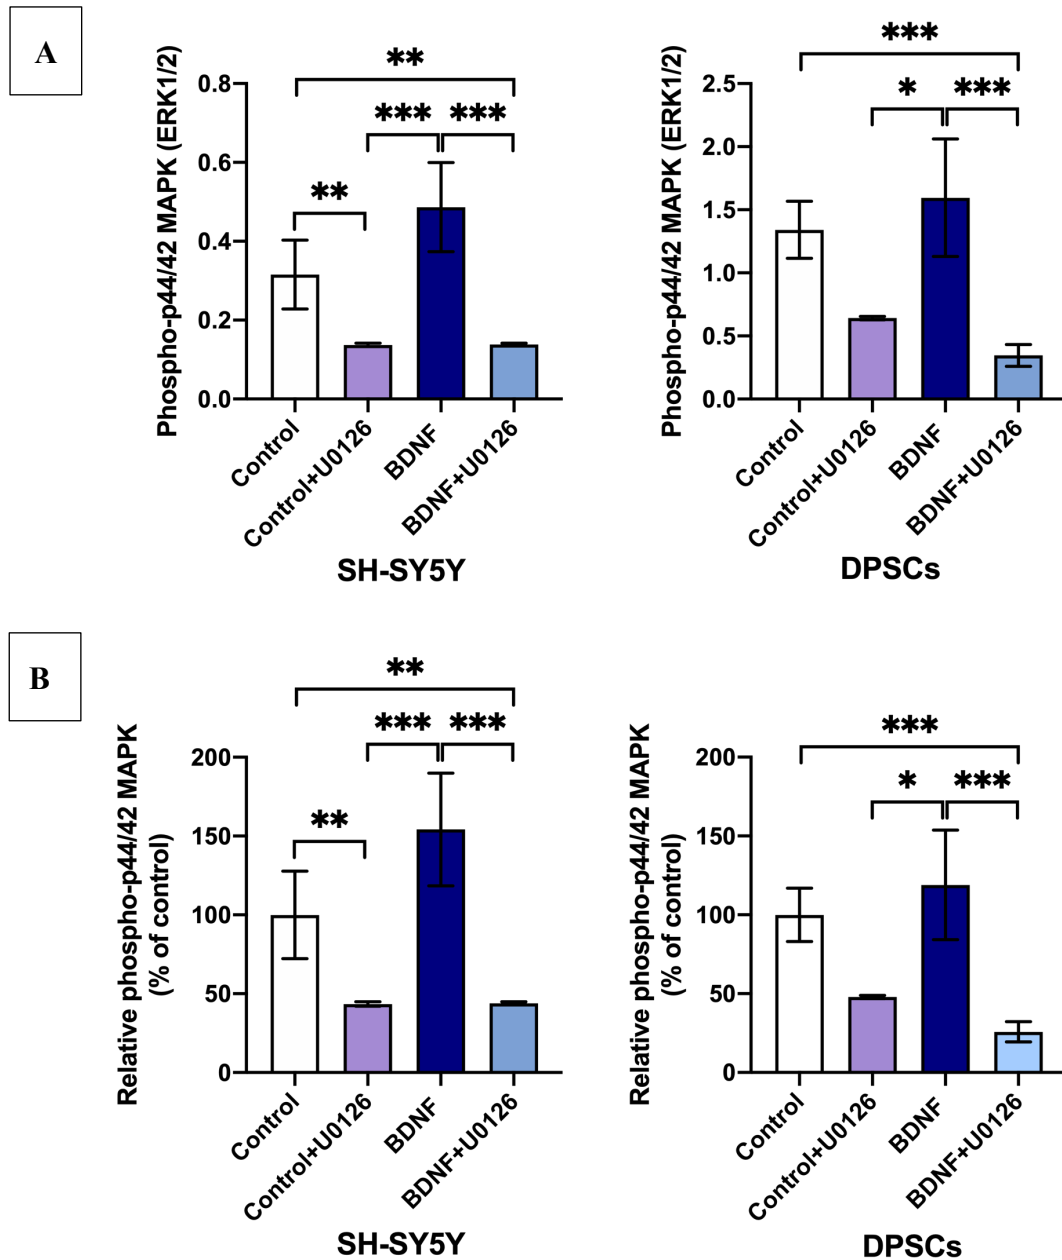 A
Phospho-p44/42 MAPK (ERK1/2)
0.8
0.6
0.4
0.2
0.0
**
***
***
**
Control
Control+U0126
BDNF
BDNF+U0126
SH-SY5Y
Phospho-p44/42 MAPK (ERK1/2)
2.5
2.0
1.5
1.0
0.5
0.0
***
*
***
Control
Control+U0126
BDNF
BDNF+U0126
DPSCs
B
Relative phospho-p44/42 MAPK
(% of control)
200
150
100
50
0
**
***
***
**
Control
Control+U0126
BDNF
BDNF+U0126
SH-SY5Y
Relative phospho-p44/42 MAPK
(% of control)
200
150
100
50
0
***
*
***
Control
Control+U0126
BDNF
BDNF+U0126
DPSCs